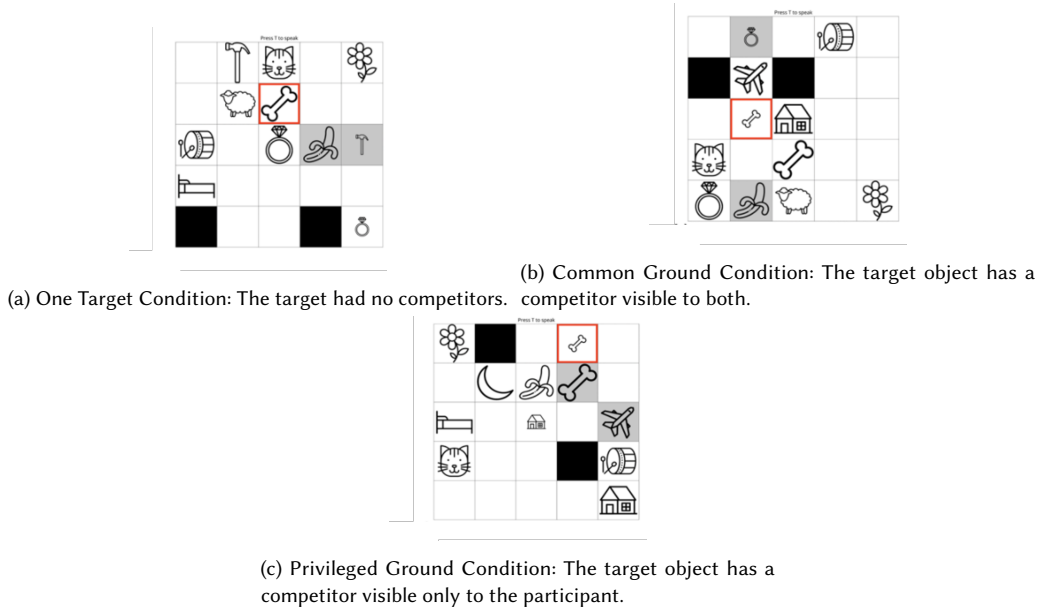 Press T to speak
Press T to speak
(a) One Target Condition: The target had no competitors.
(b) Common Ground Condition: The target object has a
competitor visible to both.
Press T to speak
(c) Privileged Ground Condition: The target object has a
competitor visible only to the participant.